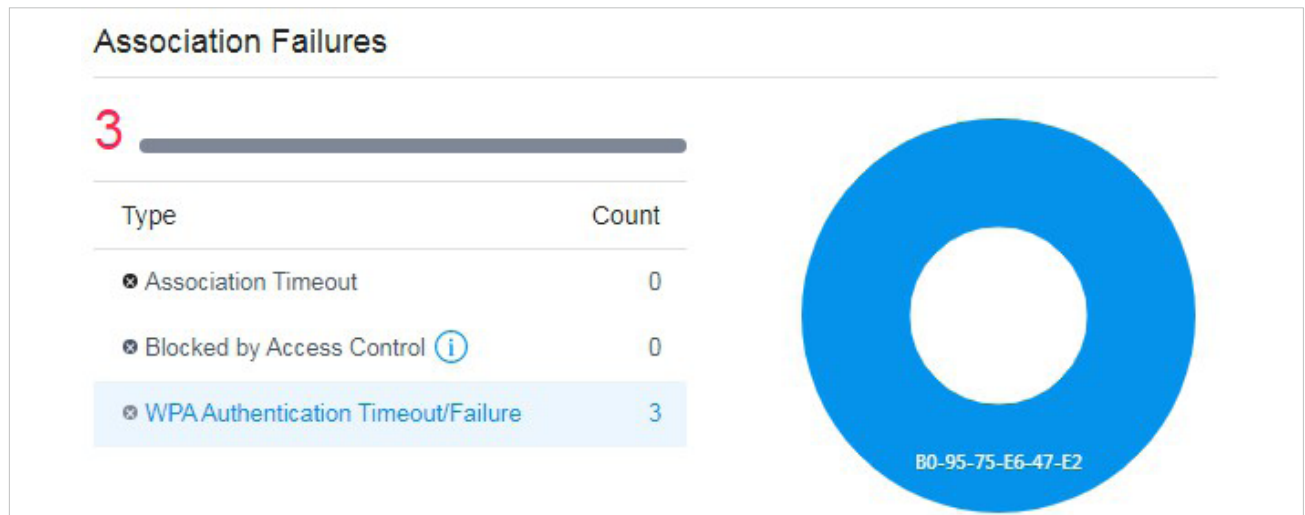 Association Failures
3
Type Count
Association Timeout 0
Blocked by Access Control i 0
WPA Authentication Timeout/Failure 3
B0-95-75-E6-47-E2